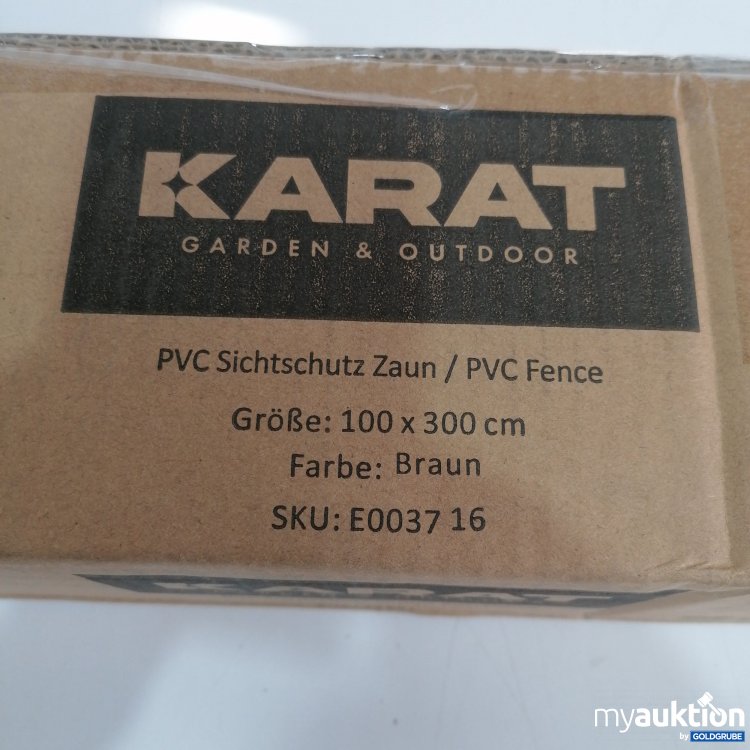 KARAT
GARDEN & OUTDOOR
PVC Sichtschutz Zaun / PVC Fence
Größe: 100 x 300 cm
Farbe: Braun
SKU: E0037 16
KARAT
myauktion
by GOLDGRUBE